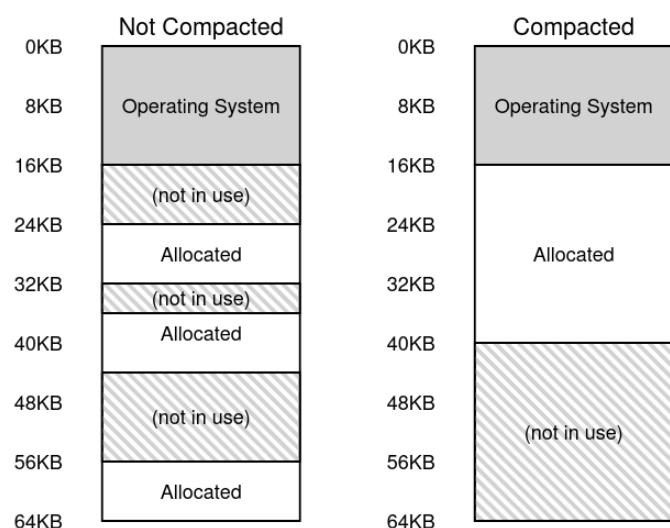 Not Compacted
0KB
8KB
Operating System
16KB
(not in use)
24KB
Allocated
32KB
(not in use)
Allocated
40KB
48KB
(not in use)
56KB
Allocated
64KB
Compacted
0KB
8KB
Operating System
16KB
24KB
Allocated
32KB
40KB
48KB
(not in use)
56KB
64KB